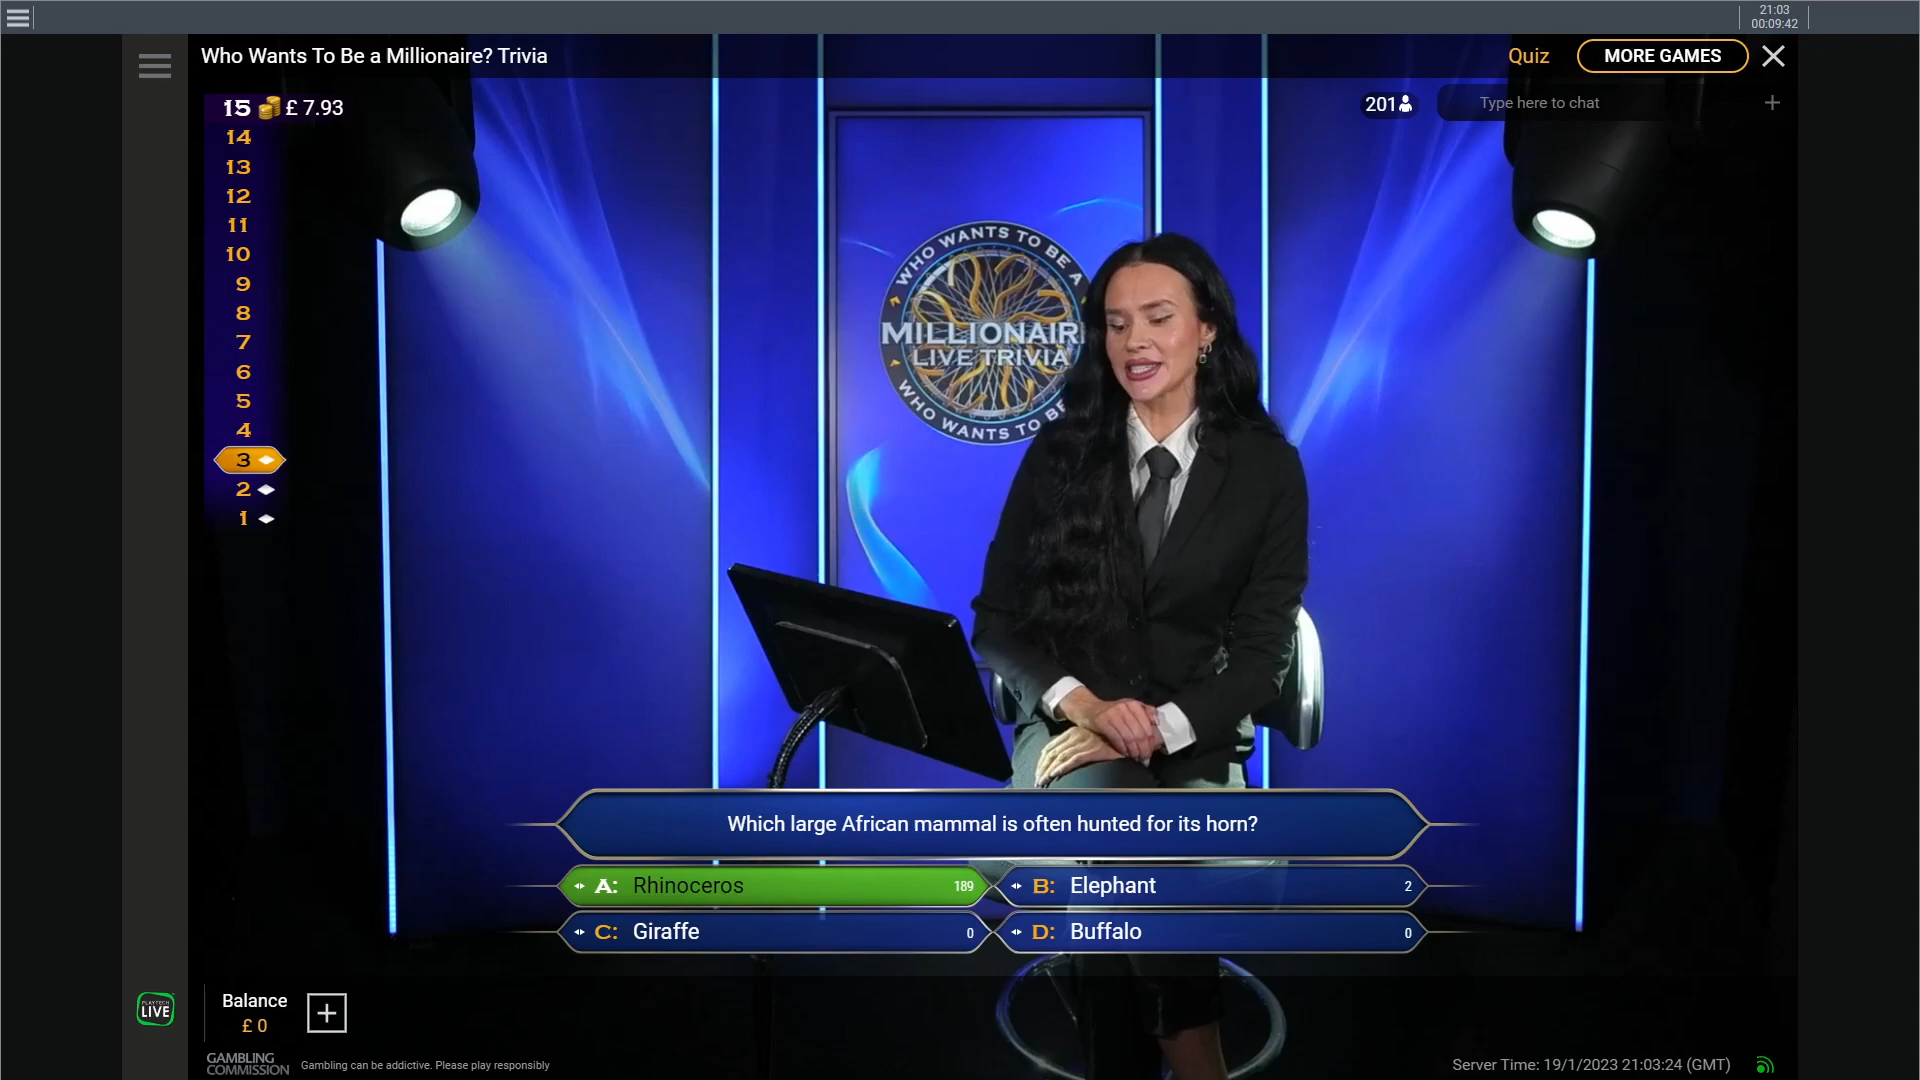 21:03
00:09:42
Who Wants To Be a Millionaire? Trivia
Quiz
MORE GAMES
15 £ 7.93
201
Type here to chat
14
13
12
11
10
9
8
7
6
5
4
3
2
1
WHO WANTS TO BE A
MILLIONAIR
LIVE TRIVIA
WHO WANTS TO BE
Which large African mammal is often hunted for its horn?
A: Rhinoceros 189
B: Elephant 2
C: Giraffe 0
D: Buffalo 0
PLAYTECH
LIVE
Balance
£ 0
GAMBLING
COMMISSION
Gambling can be addictive. Please play responsibly
Server Time: 19/1/2023 21:03:24 (GMT)